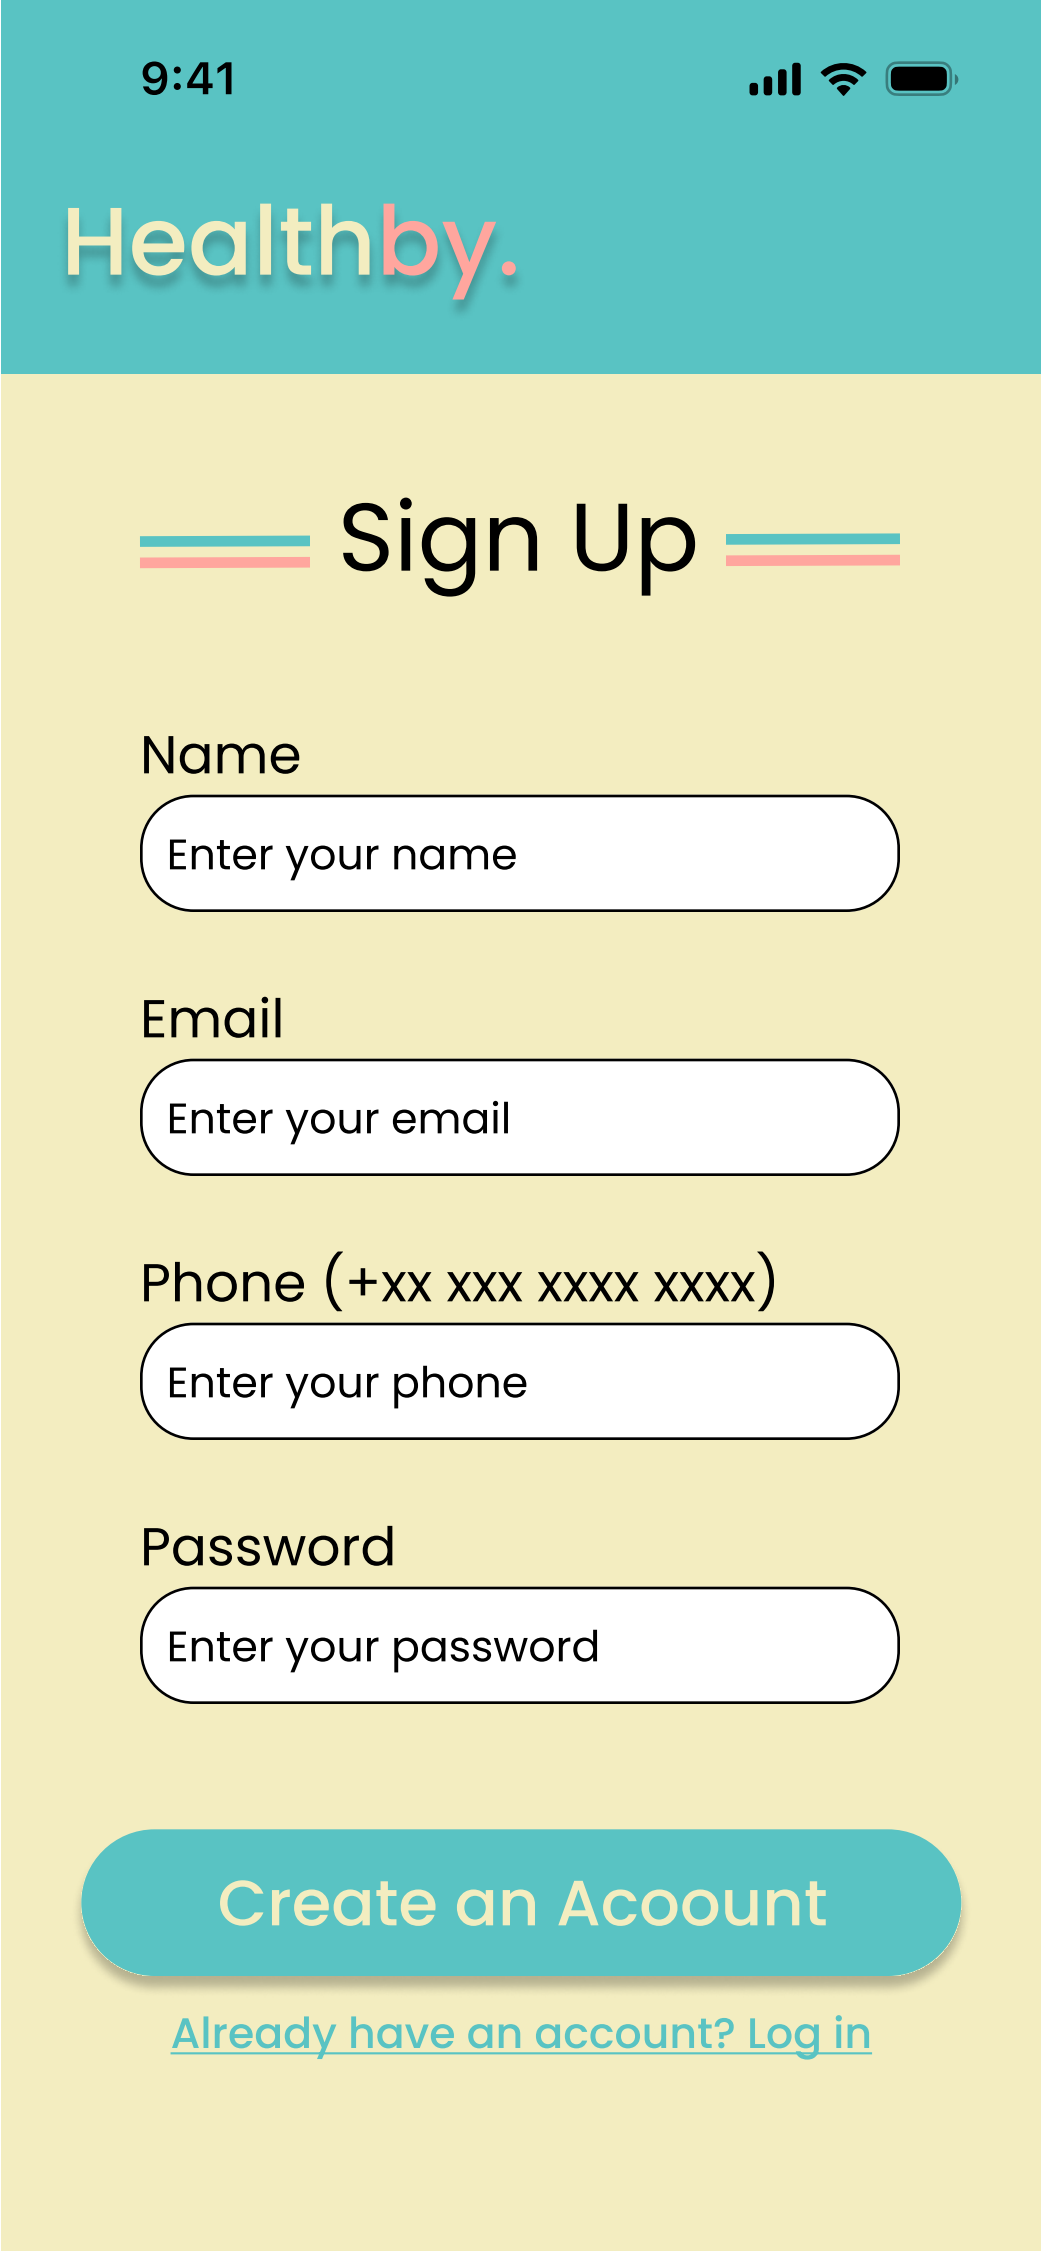 9:41
Healthby.
Sign Up
Name
Enter your name
Email
Enter your email
Phone (+xx xxx xxxx xxxx)
Enter your phone
Password
Enter your password
Create an Acoount
Already have an account? Log in